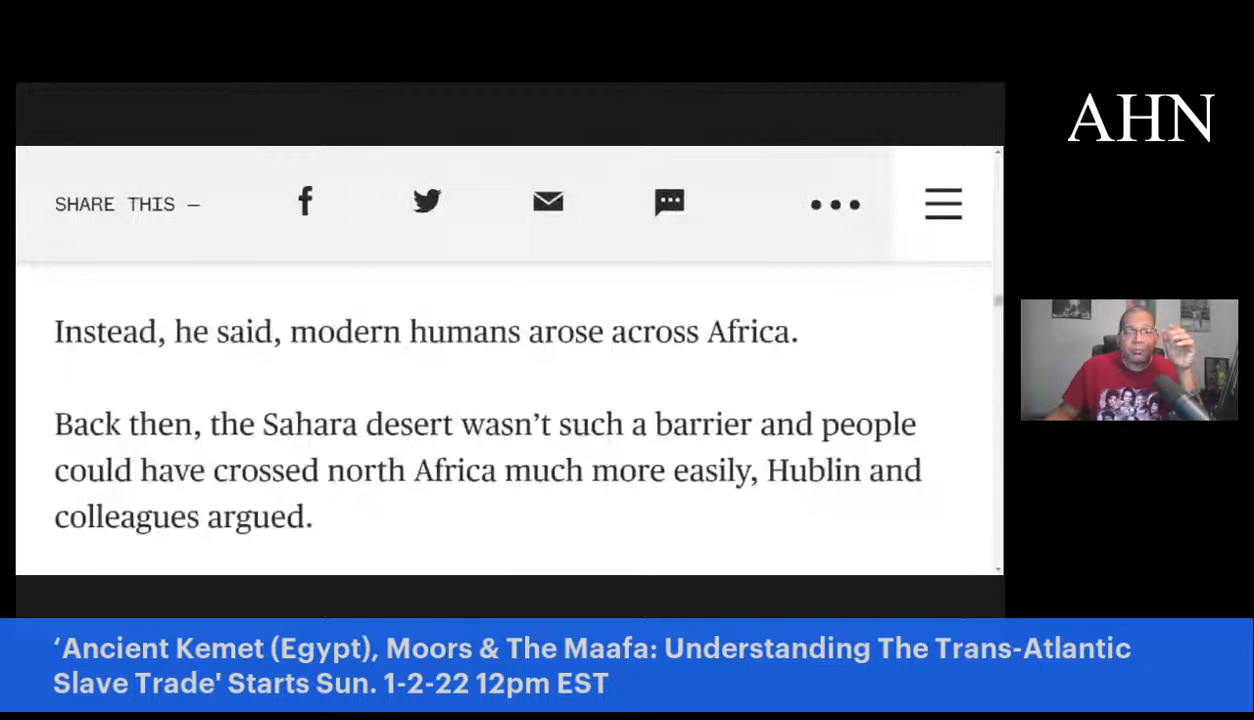 AHN
SHARE THIS —
Instead, he said, modern humans arose across Africa.
Back then, the Sahara desert wasn't such a barrier and people
could have crossed north Africa much more easily, Hublin and
colleagues argued.
‘Ancient Kemet (Egypt), Moors & The Maafa: Understanding The Trans-Atlantic
Slave Trade' Starts Sun. 1-2-22 12pm EST